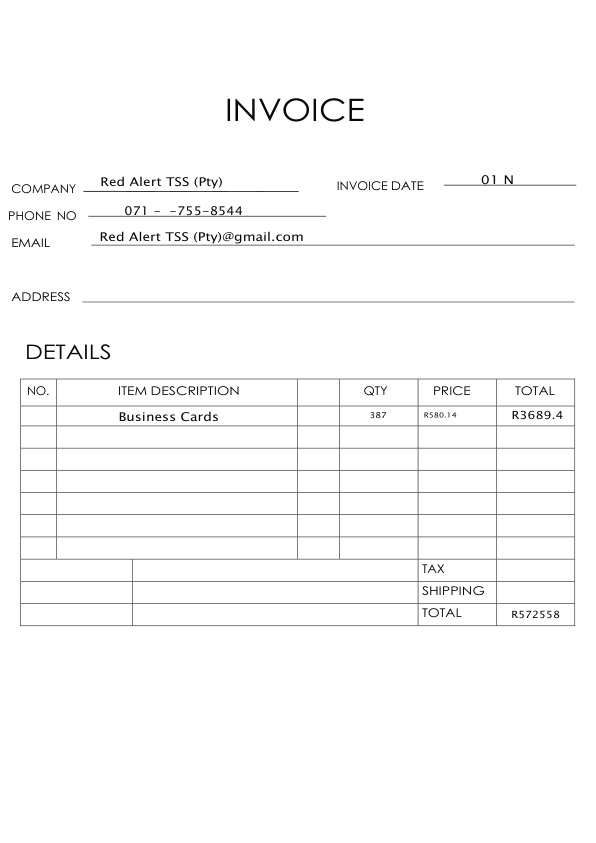 INVOICE
COMPANY Red Alert TSS (Pty) INVOICE DATE 01 N
PHONE NO 071 - -755-8544
EMAIL Red Alert TSS (Pty)@gmail.com
ADDRESS
DETAILS
NO. ITEM DESCRIPTION QTY PRICE TOTAL
Business Cards 387 R580.14 R3689.4
TAX
SHIPPING
TOTAL R572558